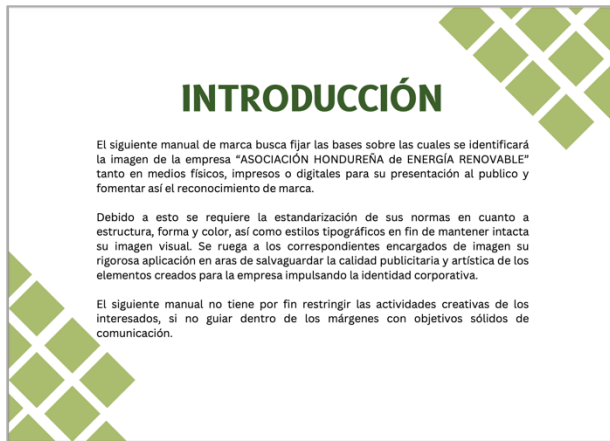 INTRODUCCIÓN
El siguiente manual de marca busca fijar las bases sobre las cuales se identificará
la imagen de la empresa “ASOCIACIÓN HONDUREÑA de ENERGÍA RENOVABLE”
tanto en medios físicos, impresos o digitales para su presentación al publico y
fomentar así el reconocimiento de marca.
Debido a esto se requiere la estandarización de sus normas en cuanto a
estructura, forma y color, así como estilos tipográficos en fin de mantener intacta
su imagen visual. Se ruega a los correspondientes encargados de imagen su
rigorosa aplicación en aras de salvaguardar la calidad publicitaria y artística de los
elementos creados para la empresa impulsando la identidad corporativa.
El siguiente manual no tiene por fin restringir las actividades creativas de los
interesados, si no guiar dentro de los márgenes con objetivos sólidos de
comunicación.